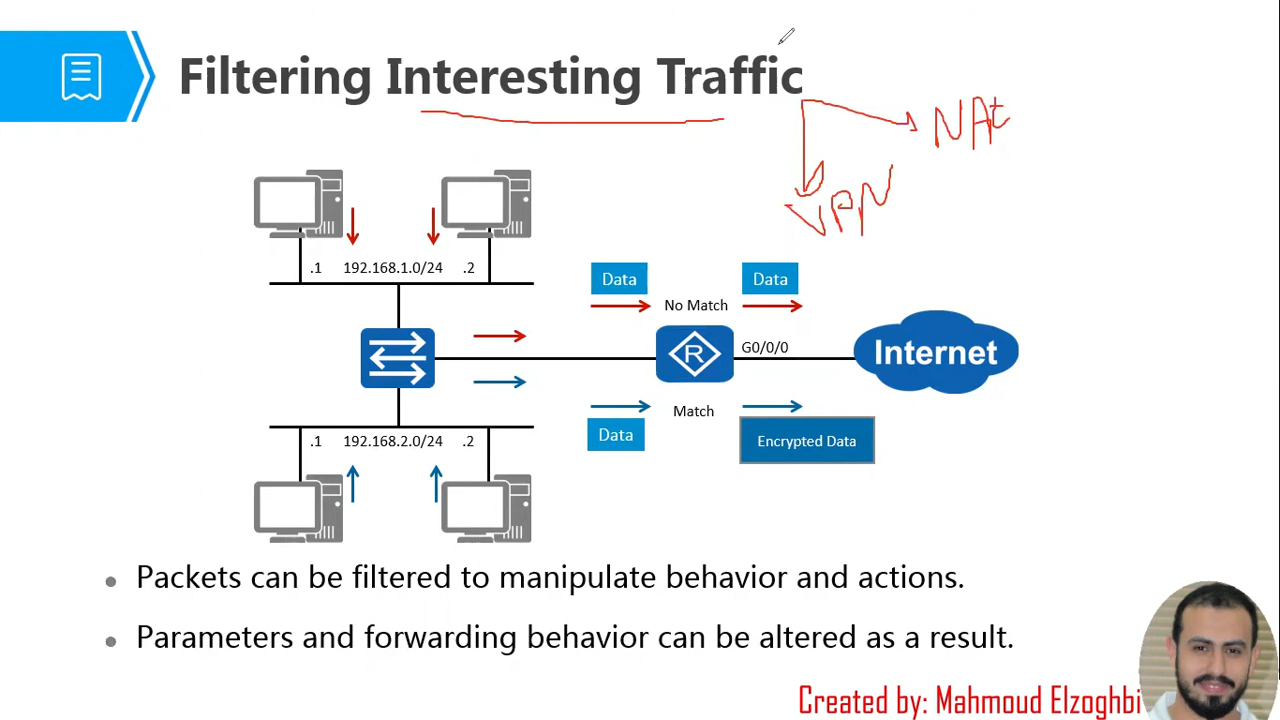 Filtering Interesting Traffic
NAt
VPN
.1 192.168.1.0/24 .2
Data Data
No Match
R
G0/0/0
Internet
Match
Data
Encrypted Data
.1 192.168.2.0/24 .2
Packets can be filtered to manipulate behavior and actions.
Parameters and forwarding behavior can be altered as a result.
Created by: Mahmoud Elzoghbi